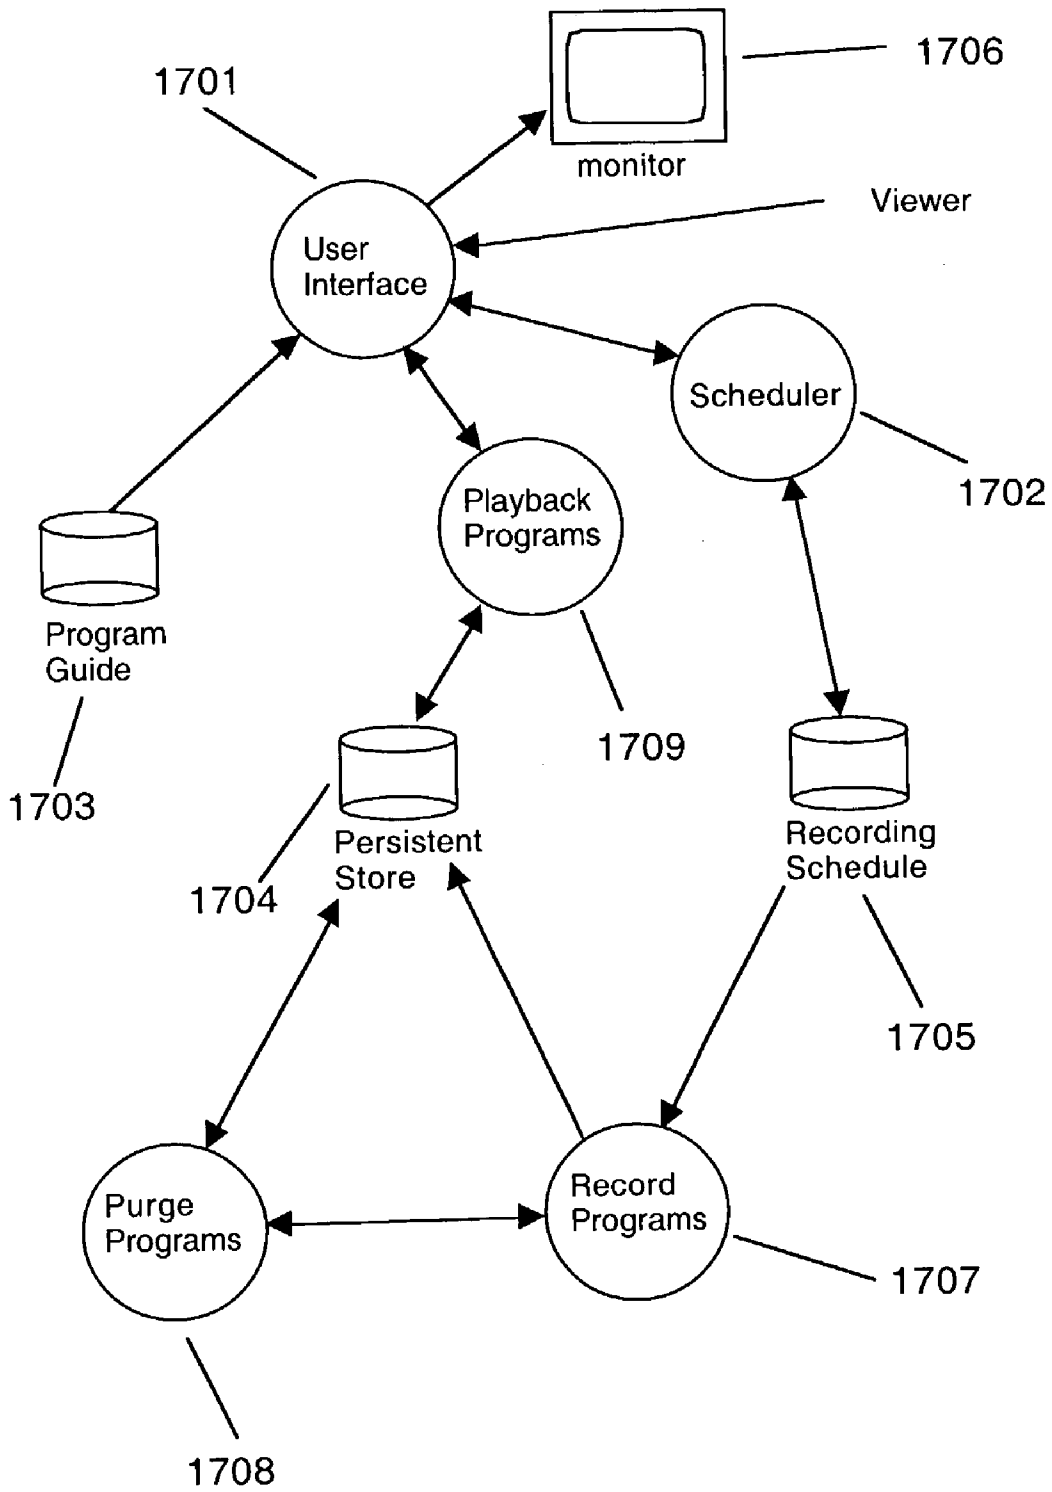 1706
1701
monitor
Viewer
User
Interface
Scheduler
1702
Playback
Programs
Program
Guide
1709
1703
Recording
Schedule
Persistent
Store
1704
1705
Record
Programs
Purge
Programs
1707
1708